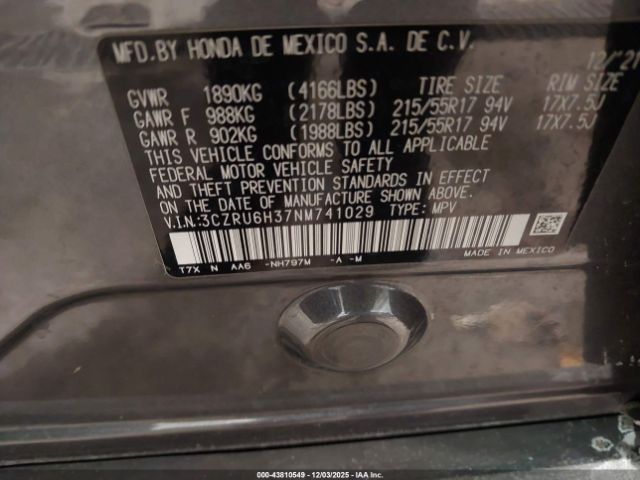 MFD.BY HONDA DE MEXICO S.A. DE C.V.
12/'21
GVWR 1890KG (4166LBS) TIRE SIZE RIM SIZE
GAWR F 988KG (2178LBS) 215/55R17 94V 17X7.5J
GAWR R 902KG (1988LBS) 215/55R17 94V 17X7.5J
THIS VEHICLE CONFORMS TO ALL APPLICABLE
FEDERAL MOTOR VEHICLE SAFETY
AND THEFT PREVENTION STANDARDS IN EFFECT
ON THE DATE OF MANUFACTURE SHOWN ABOVE.
V.I.N.:3CZRU6H37NM741029 TYPE: MPV
T7X N AA6 -NH797M -A -M MADE IN MEXICO
000-43810549 12/03/2025 IAAI.COM